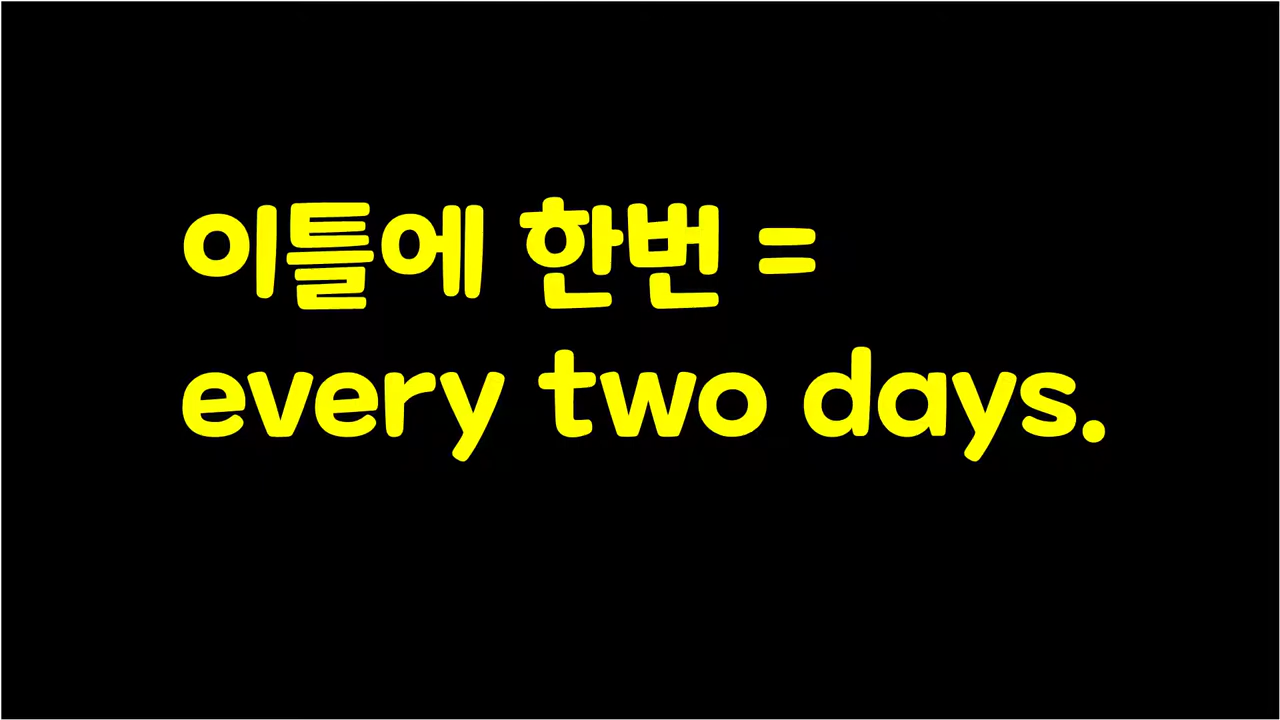 이틀에 한번 =
every two days.